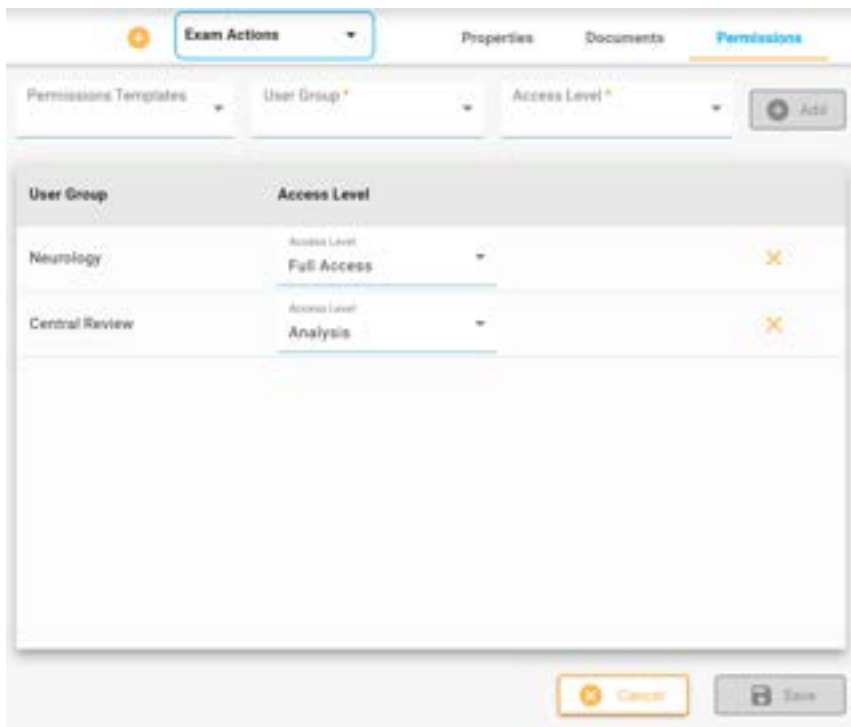 Exam Actions Properties Documents Permissions
Permissions Templates User Group * Access Level * Add
User Group Access Level
Access Level
Neurology Full Access
Access Level
Central Review Analysis
Cancel Save